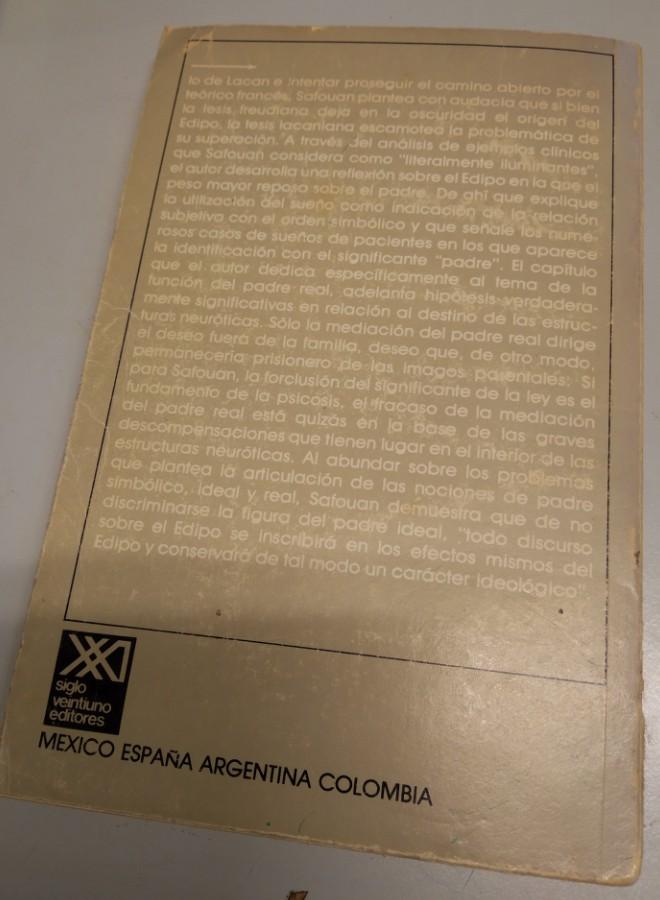 lo de Lacan e intentar proseguir el camino abierto por el
teórico francés, Safouan plantea con audacia que si bien
la tesis freudiana deja en la oscuridad el origen del
Edipo, la tesis lacaniana escamotea la problemática de
su superación. A través del análisis de ejemplos clínicos
que Safouan considera como "literalmente iluminantes",
el autor desarrolla una reflexión sobre el Edipo en la que el
peso mayor reposa sobre el padre. De ahí que explique
la utilización del sueño como indicación de la relación
subjetiva con el orden simbólico y que señale los nume-
rosos casos de sueños de pacientes en los que aparece
la identificación con el significante "padre". El capítulo
que el autor dedica específicamente al tema de la
función del padre real, adelanta hipótesis verdadera-
mente significativas en relación al destino de las estruc-
turas neuróticas. Sólo la mediación del padre real dirige
el deseo fuera de la familia, deseo que, de otro modo,
permanecería prisionero de las imagos parentales. Si
para Safouan, la forclusión del significante de la ley es el
fundamento de la psicosis, el fracaso de la mediación
del padre real está quizás en la base de las graves
descompensaciones que tienen lugar en el interior de las
estructuras neuróticas. Al abundar sobre los problemas
que plantea la articulación de las nociones de padre
simbólico, ideal y real, Safouan demuestra que de no
discriminarse la figura del padre ideal, "todo discurso
sobre el Edipo se inscribirá en los efectos mismos del
Edipo y conservará de tal modo un carácter ideológico".
siglo
veintiuno
editores
MEXICO ESPAÑA ARGENTINA COLOMBIA